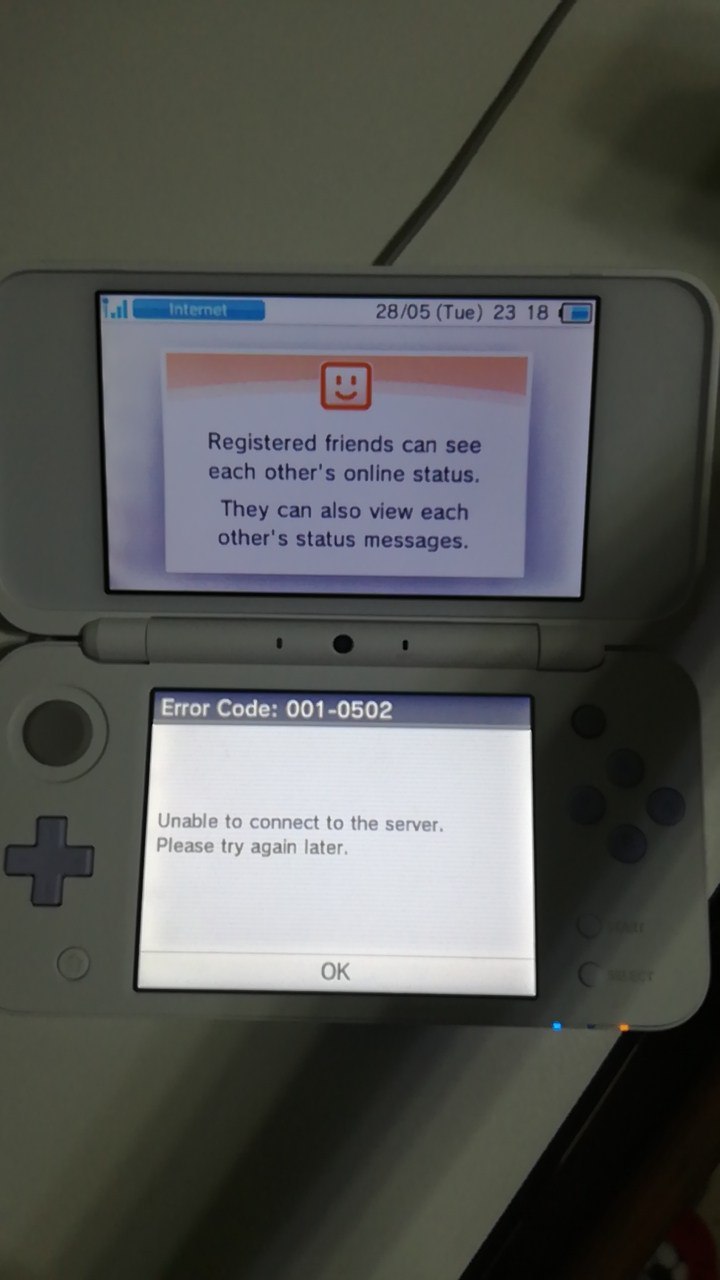 Internet 28/05 (Tue) 23 18
Registered friends can see
each other's online status.
They can also view each
other's status messages.
Error Code: 001-0502
Unable to connect to the server.
Please try again later.
OK
START
SELECT